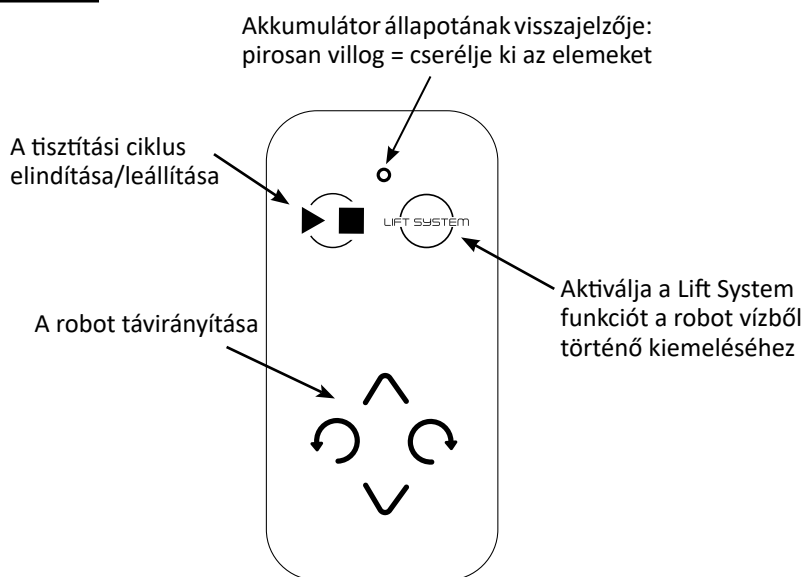 Akkumulátor állapotának visszajelzője:
pirosan villog = cserélje ki az elemeket
A tisztítási ciklus
elindítása/leállítása
LIFT SYSTEM
Aktiválja a Lift System
funkciót a robot vízből
történő kiemeléséhez
A robot távirányítása